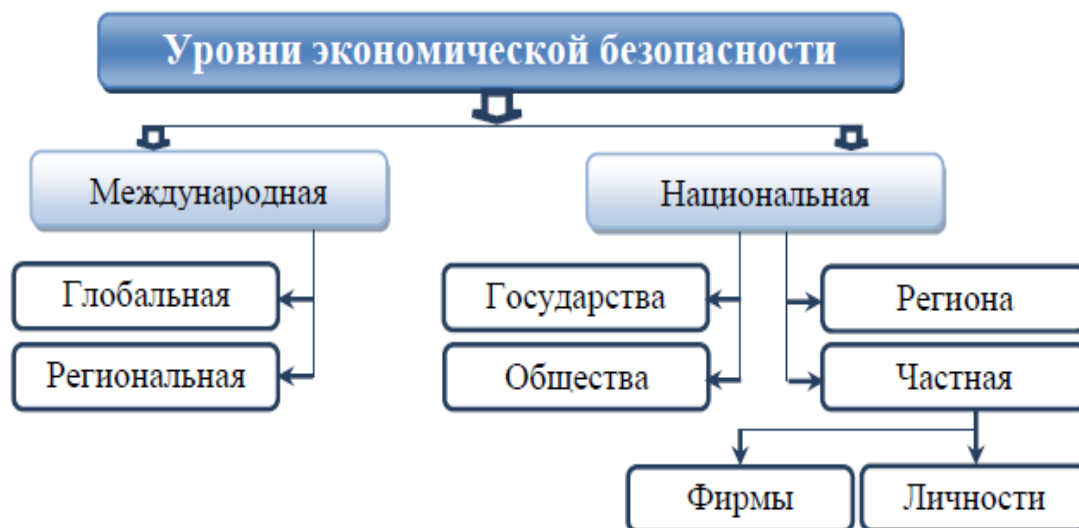 Уровни экономической безопасности
Международная
Национальная
Глобальная
Государства
Региона
Региональная
Общества
Частная
Фирмы
Личности